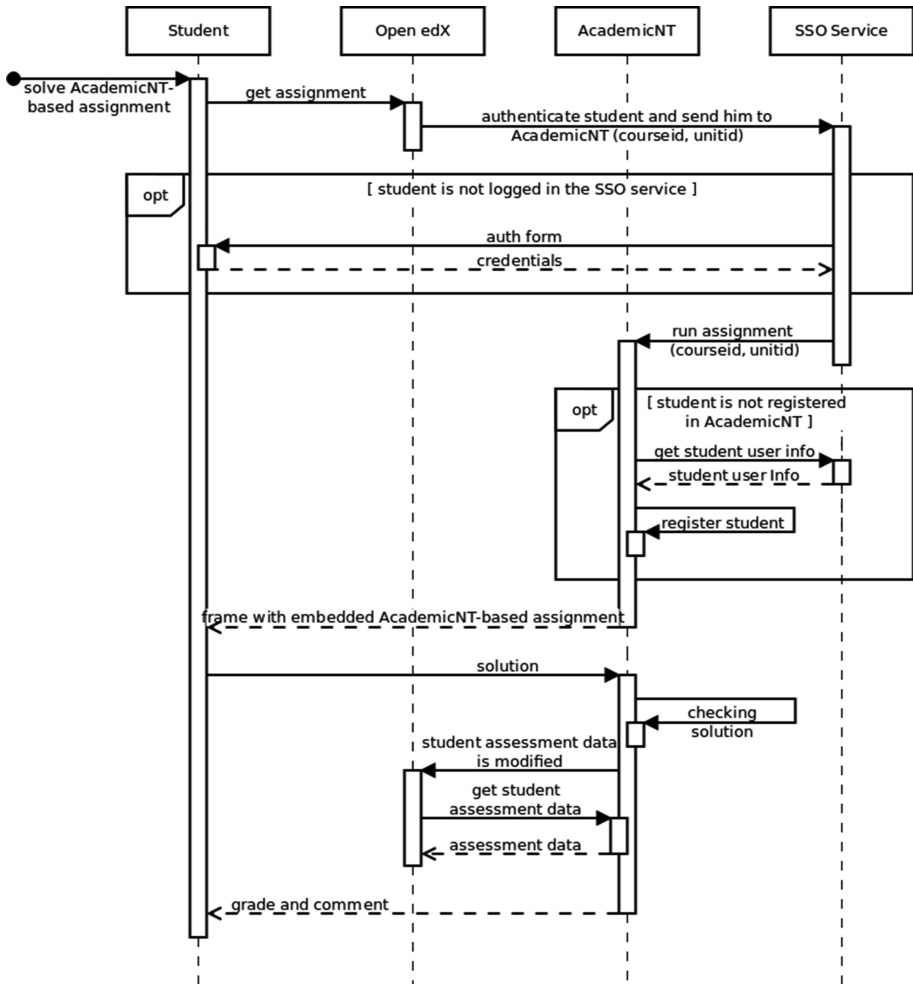 Student
Open edX
AcademicNT
SSO Service
solve AcademicNT-
based assignment
get assignment
authenticate student and send him to
AcademicNT (courseid, unitid)
opt
[ student is not logged in the SSO service ]
auth form
credentials
run assignment
(courseid, unitid)
opt
[ student is not registered
in AcademicNT ]
get student user info
student user Info
register student
frame with embedded AcademicNT-based assignment
solution
checking
solution
student assessment data
is modified
get student
assessment data
assessment data
grade and comment